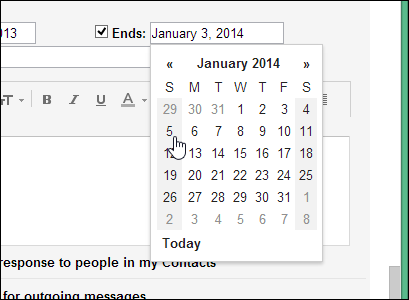 013 Ends: January 3, 2014
« January 2014 »
S M T W T F S
29 30 31 1 2 3 4
T B I U A
5 6 7 8 9 10 11
12 13 14 15 16 17 18
19 20 21 22 23 24 25
26 27 28 29 30 31 1
2 3 4 5 6 7 8
Today
response to people in my Contacts
for outgoing messages